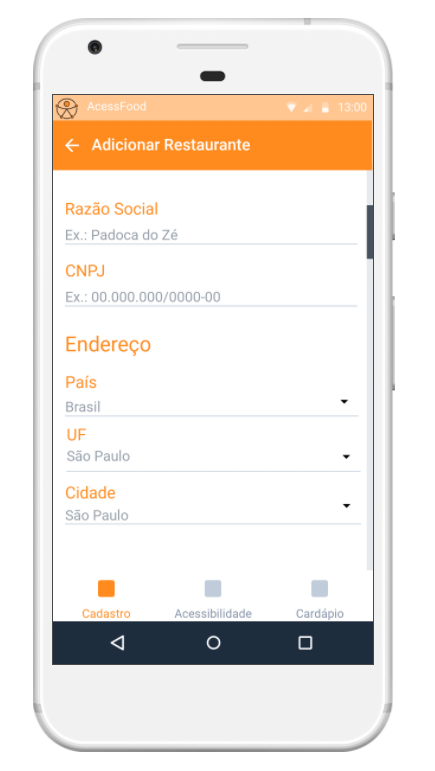 AcessFood 13:00
Adicionar Restaurante
Razão Social
Ex.: Padoca do Zé
CNPJ
Ex.: 00.000.000/0000-00
Endereço
País
Brasil
UF
São Paulo
Cidade
São Paulo
Cadastro Acessibilidade Cardápio